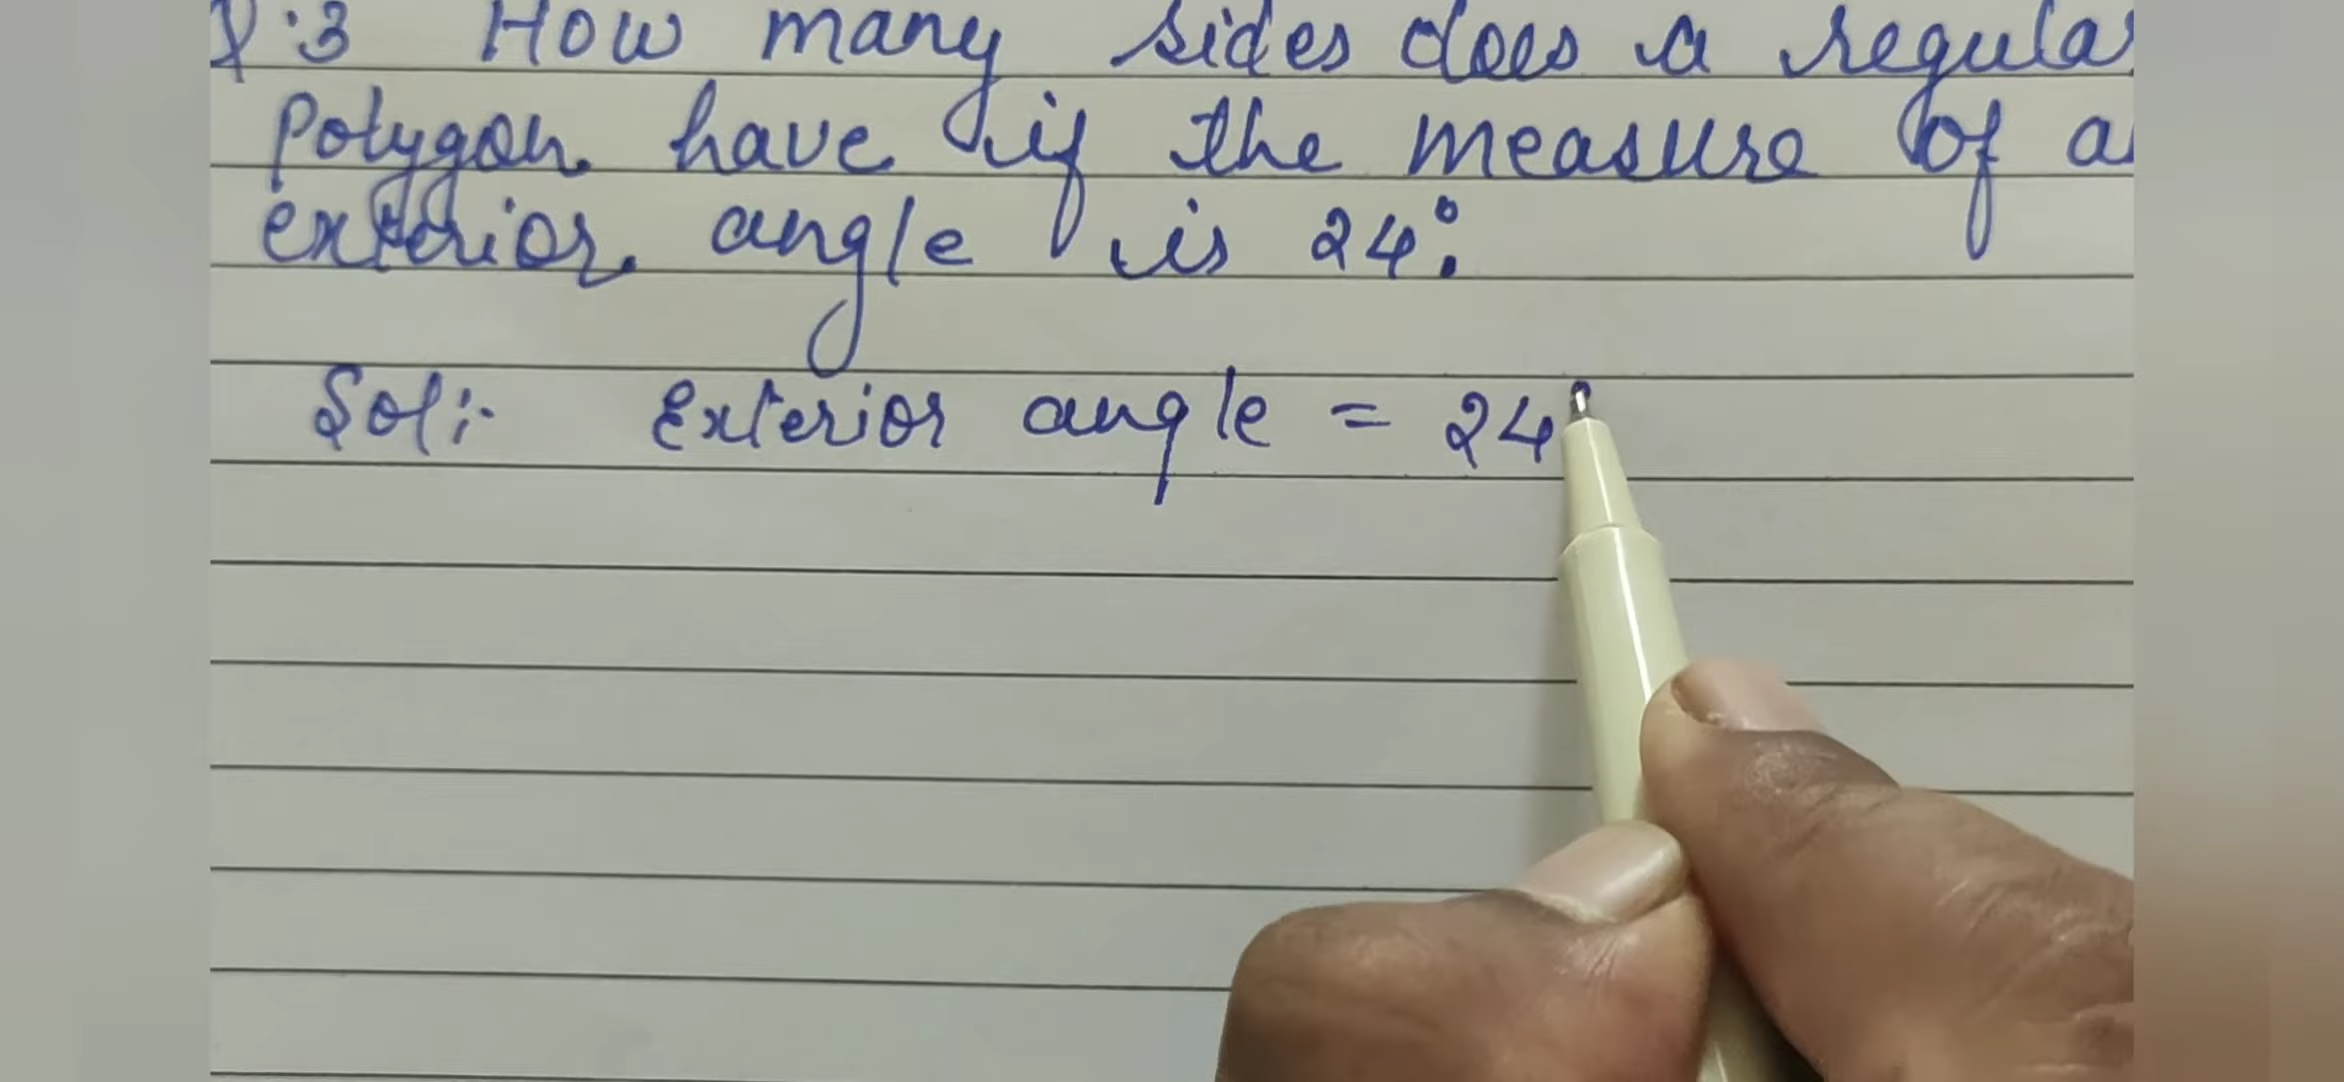 Q.3 How many sides does a regular
Polygon have if the measure of a
exterior angle is 24°.
Sol:- Exterior angle = 24°